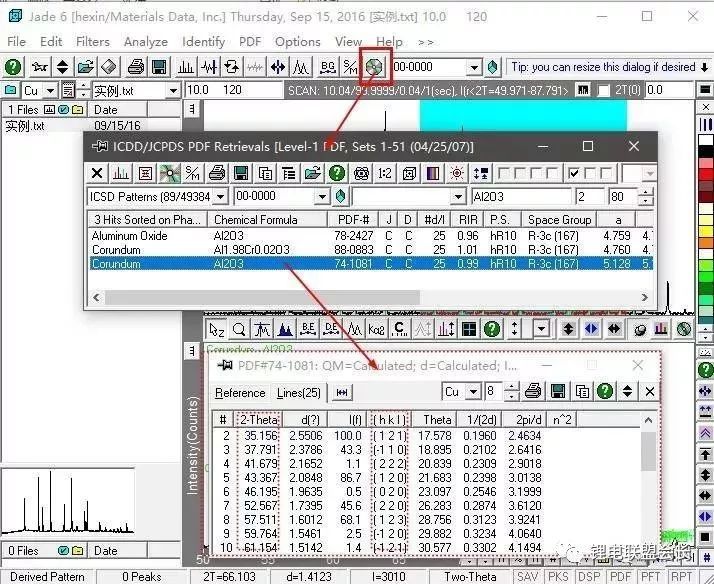 Jade 6 [hexin/Materials Data, Inc.] Thursday, Sep 15, 2016 [实例.txt] 10.0 120
File Edit Filters Analyze Identify PDF Options View Help >>
00-0000
Tip: you can resize this dialog if desired
Cu
实例.txt
10.0 120
SCAN: 10.04/99.9999/0.04/1(sec), I(r<2T=49.971-87.791>
2T(0) 0.0
1 Files Date
实例.txt 09/15/16
ICDD/JCPDS PDF Retrievals [Level-1 PDF, Sets 1-51 (04/25/07)]
ICSD Patterns (89/49384) 00-0000 Al2O3 2 80
3 Hits Sorted on Pha... Chemical Formula PDF-# J D #d/I RIR P.S. Space Group a
Aluminum Oxide Al2O3 78-2427 C C 25 0.96 hR10 R-3c (167) 4.759
Corundum Al1.98Cr0.02O3 88-0883 C C 25 1.01 hR10 R-3c (167) 4.760
Corundum Al2O3 74-1081 C C 25 0.99 hR10 R-3c (167) 5.128
Corundum - Al2O3
PDF#74-1081: QM=Calculated; d=Calculated; I...
Reference Lines(25) Cu 8
# 2-Theta d(?) I(f) ( h k l ) Theta 1/(2d) 2pi/d n^2
2 35.156 2.5506 100.0 ( 1 2 1) 17.578 0.1960 2.4634
3 37.791 2.3786 43.3 (-1 1 0) 18.895 0.2102 2.6416
4 41.679 2.1652 1.1 ( 2 2 2) 20.839 0.2309 2.9018
5 43.367 2.0848 86.7 ( 1 2 0) 21.683 0.2398 3.0138
6 46.195 1.9635 0.5 ( 0 2 0) 23.097 0.2546 3.1999
7 52.567 1.7395 45.6 ( 2 3 2) 26.283 0.2874 3.6120
8 57.511 1.6012 68.1 ( 1 2 3) 28.756 0.3123 3.9241
9 59.764 1.5461 2.5 (-1 2 0) 29.882 0.3234 4.0640
10 61.154 1.5142 1.4 (-1 2 1) 30.577 0.3302 4.1494
Intensity(Counts)
50
0 Files Date
锂电联盟会长
Derived Pattern 0 Peaks 2T=66.103 d=1.4123 I=3010 Two-Theta SAV PKS DSP PDF